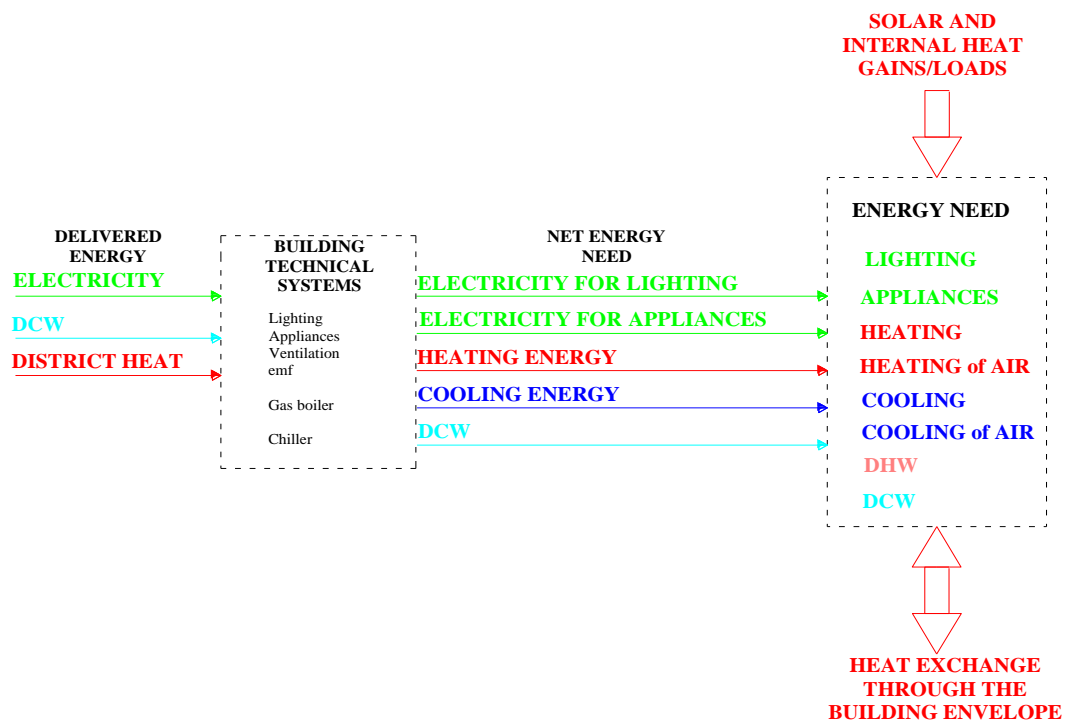 SOLAR AND
INTERNAL HEAT
GAINS/LOADS
DELIVERED
ENERGY
ELECTRICITY
DCW
DISTRICT HEAT
BUILDING
TECHNICAL
SYSTEMS
Lighting
Appliances
Ventilation
emf
Gas boiler
Chiller
NET ENERGY
NEED
ELECTRICITY FOR LIGHTING
ELECTRICITY FOR APPLIANCES
HEATING ENERGY
COOLING ENERGY
DCW
ENERGY NEED
LIGHTING
APPLIANCES
HEATING
HEATING of AIR
COOLING
COOLING of AIR
DHW
DCW
HEAT EXCHANGE
THROUGH THE
BUILDING ENVELOPE